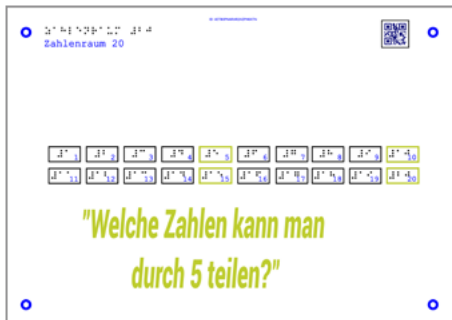 ⠵⠁⠓⠇⠑⠝⠗⠁⠥⠍ ⠼⠃⠚
Zahlenraum 20
⠼⠁ 1 ⠼⠃ 2 ⠼⠉ 3 ⠼⠙ 4 ⠼⠑ 5 ⠼⠋ 6 ⠼⠛ 7 ⠼⠓ 8 ⠼⠊ 9 ⠼⠁⠚ 10
⠼⠁⠁ 11 ⠼⠁⠃ 12 ⠼⠁⠉ 13 ⠼⠁⠙ 14 ⠼⠁⠑ 15 ⠼⠁⠋ 16 ⠼⠁⠛ 17 ⠼⠁⠓ 18 ⠼⠁⠊ 19 ⠼⠃⠚ 20
"Welche Zahlen kann man
durch 5 teilen?"